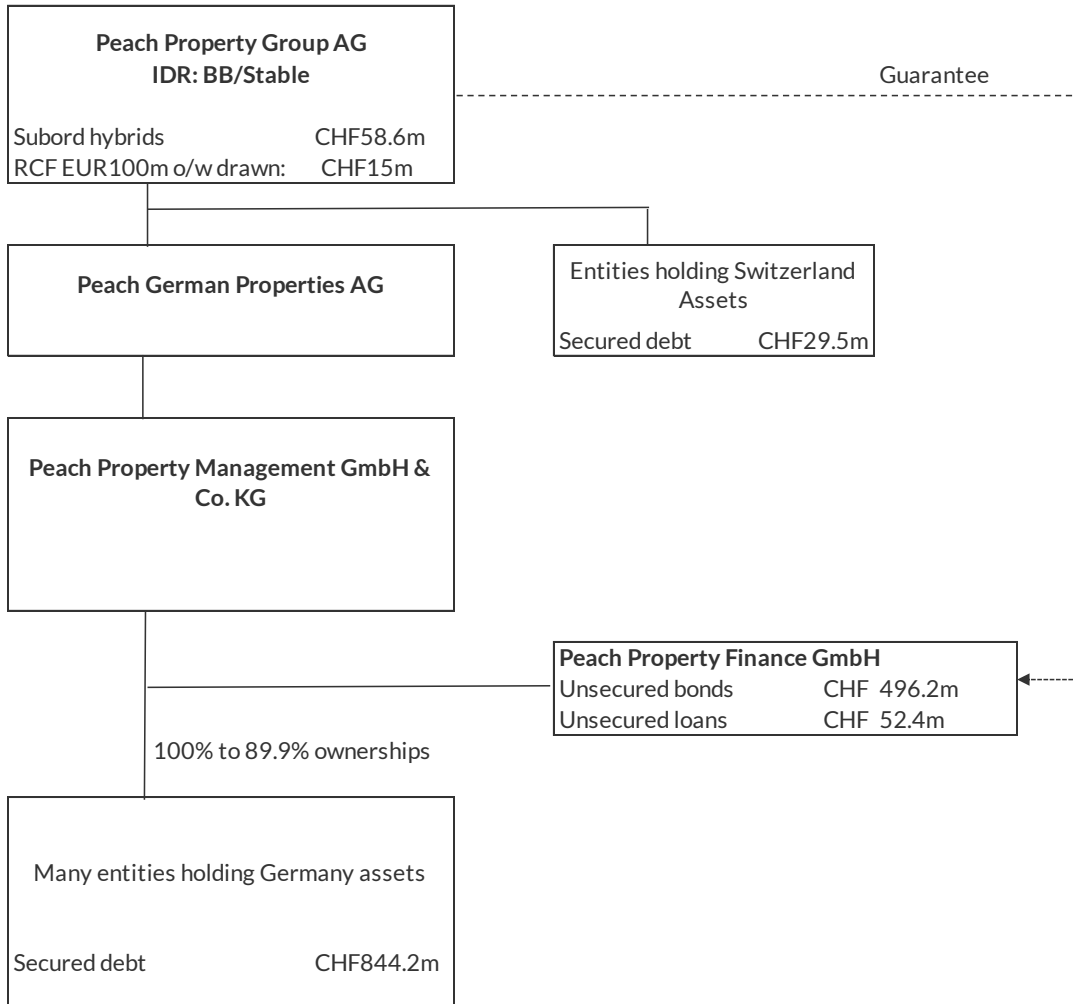 Peach Property Group AG
IDR: BB/Stable
Guarantee
Subord hybrids CHF58.6m
RCF EUR100m o/w drawn: CHF15m
Peach German Properties AG
Entities holding Switzerland
Assets
Secured debt CHF29.5m
Peach Property Management GmbH &
Co. KG
Peach Property Finance GmbH
Unsecured bonds CHF 496.2m
Unsecured loans CHF 52.4m
100% to 89.9% ownerships
Many entities holding Germany assets
Secured debt CHF844.2m